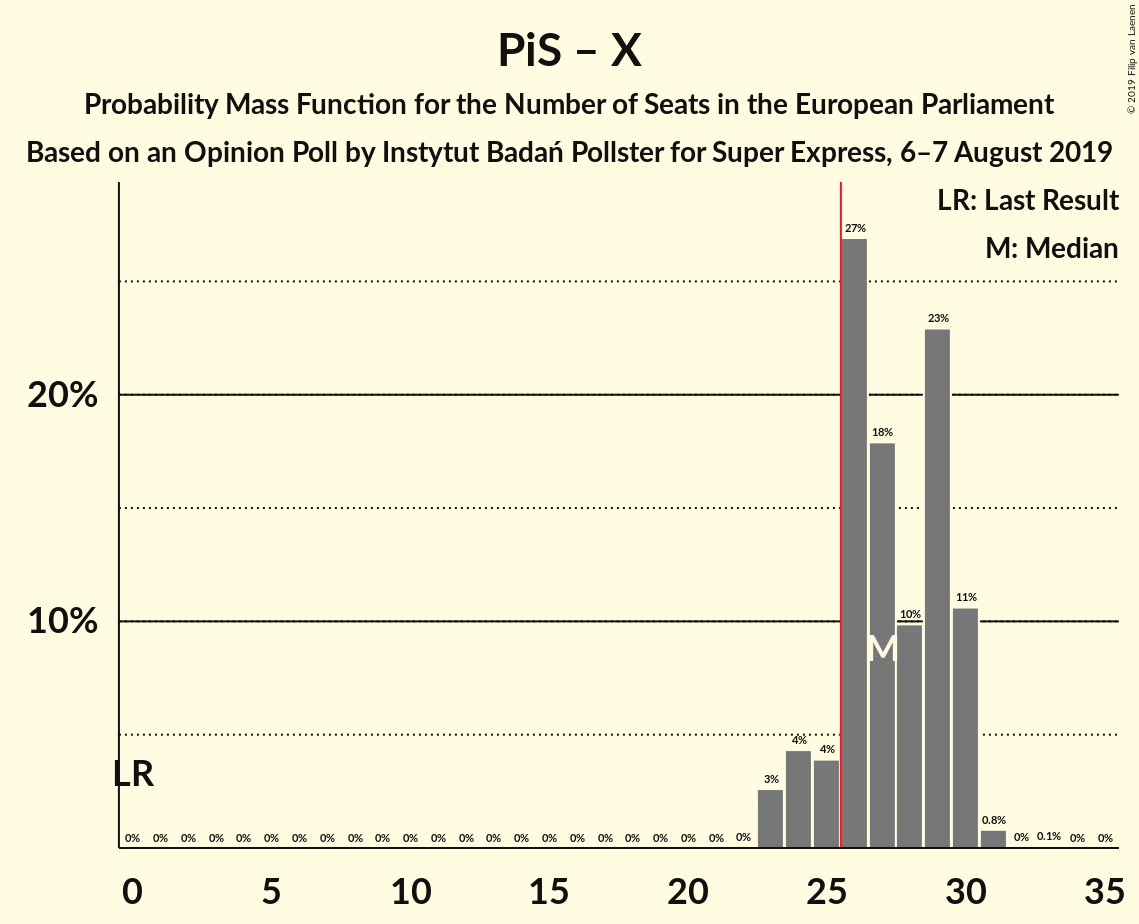 PiS – X
Probability Mass Function for the Number of Seats in the European Parliament
Based on an Opinion Poll by Instytut Badań Pollster for Super Express, 6–7 August 2019
© 2019 Filip van Laenen
LR: Last Result
M: Median
27%
23%
20%
18%
11%
10%
10%
M
4%
4%
LR
3%
0.8%
0% 0% 0% 0% 0% 0% 0% 0% 0% 0% 0% 0% 0% 0% 0% 0% 0% 0% 0% 0% 0% 0% 0% 0% 0.1% 0% 0%
0 5 10 15 20 25 30 35